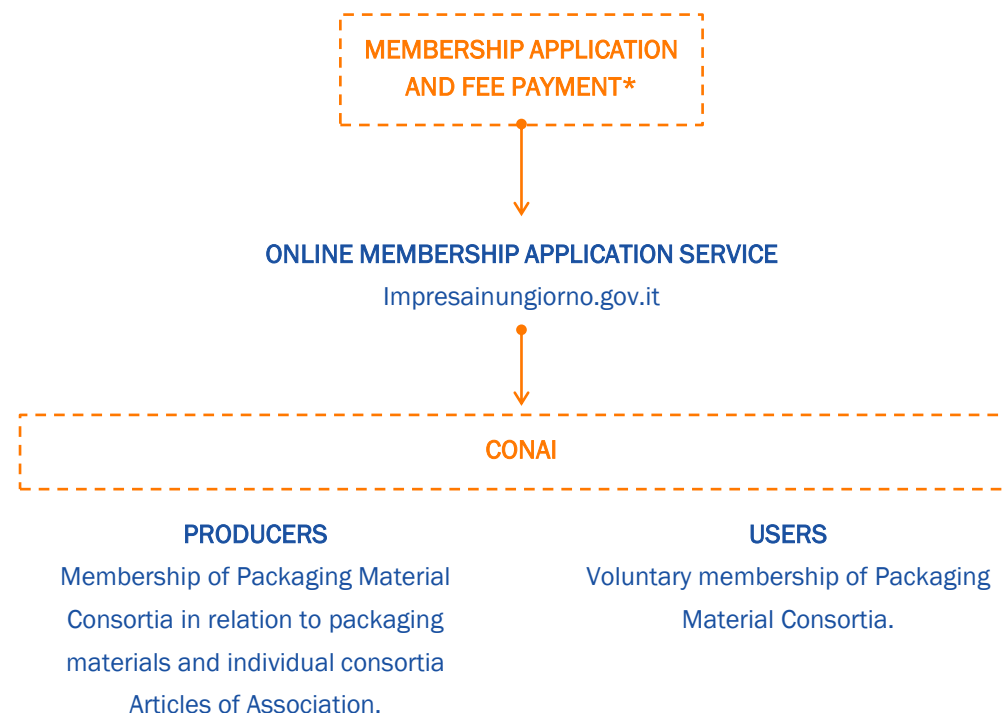 MEMBERSHIP APPLICATION
AND FEE PAYMENT*
ONLINE MEMBERSHIP APPLICATION SERVICE
Impresainungiorno.gov.it
CONAI
PRODUCERS
Membership of Packaging Material
Consortia in relation to packaging
materials and individual consortia
Articles of Association.
USERS
Voluntary membership of Packaging
Material Consortia.